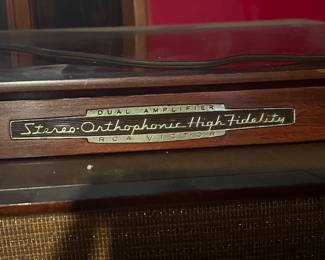 DUAL AMPLIFIER
Stereo-Orthophonic High Fidelity
RCA VICTOR